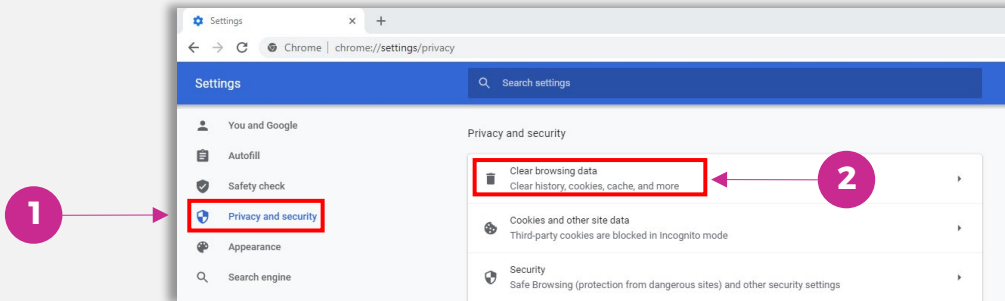 Settings
Chrome | chrome://settings/privacy
Settings
Search settings
You and Google
Autofill
Safety check
Privacy and security
Appearance
Search engine
Privacy and security
Clear browsing data
Clear history, cookies, cache, and more
Cookies and other site data
Third-party cookies are blocked in Incognito mode
Security
Safe Browsing (protection from dangerous sites) and other security settings
1
2